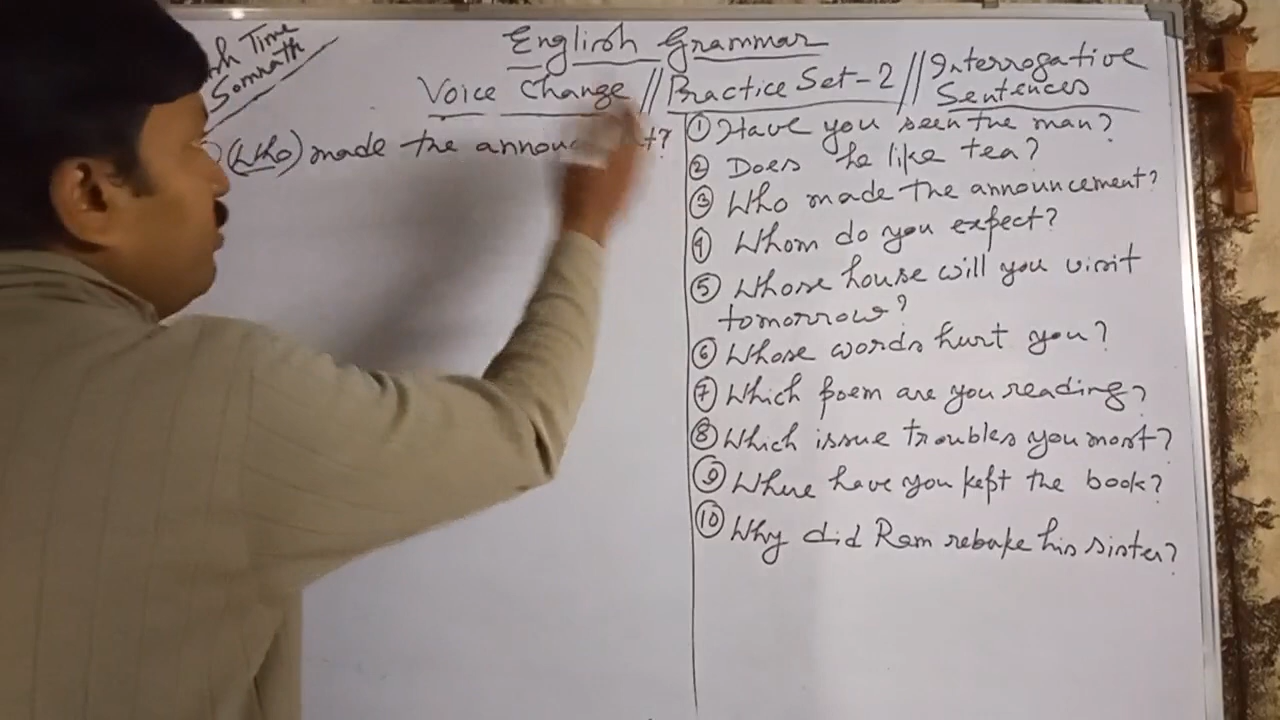 Time
Somnath
English Grammar
Voice Change // Practice Set-2 // Interrogative Sentences
(Who) made the
① Have you seen the man?
② Does he like tea?
③ Who made the announcement?
④ Whom do you expect?
⑤ Whose house will you visit
tomorrow?
⑥ Whose words hurt you?
⑦ Which poem are you reading?
⑧ Which issue troubles you most?
⑨ Where have you kept the book?
⑩ Why did Ram rebuke his sister?